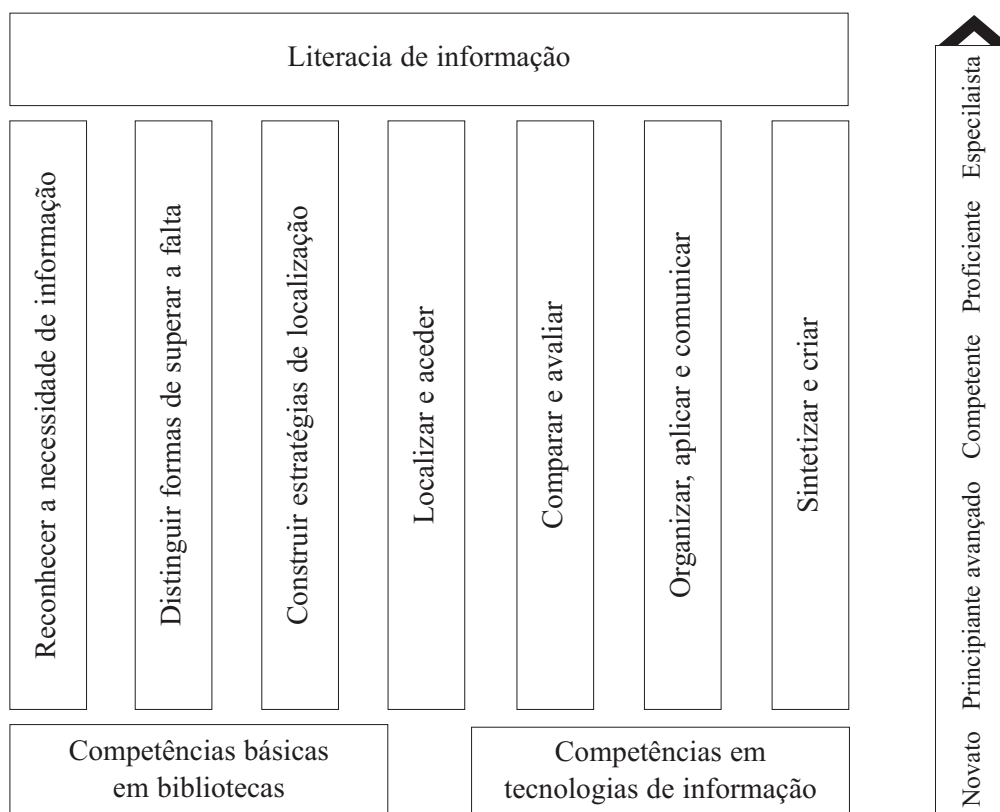 Literacia de informação
Reconhecer a necessidade de informação
Distinguir formas de superar a falta
Construir estratégias de localização
Localizar e aceder
Comparar e avaliar
Organizar, aplicar e comunicar
Sintetizar e criar
Competências básicas
em bibliotecas
Competências em
tecnologias de informação
Novato Principiante avançado Competente Proficiente Especilaista